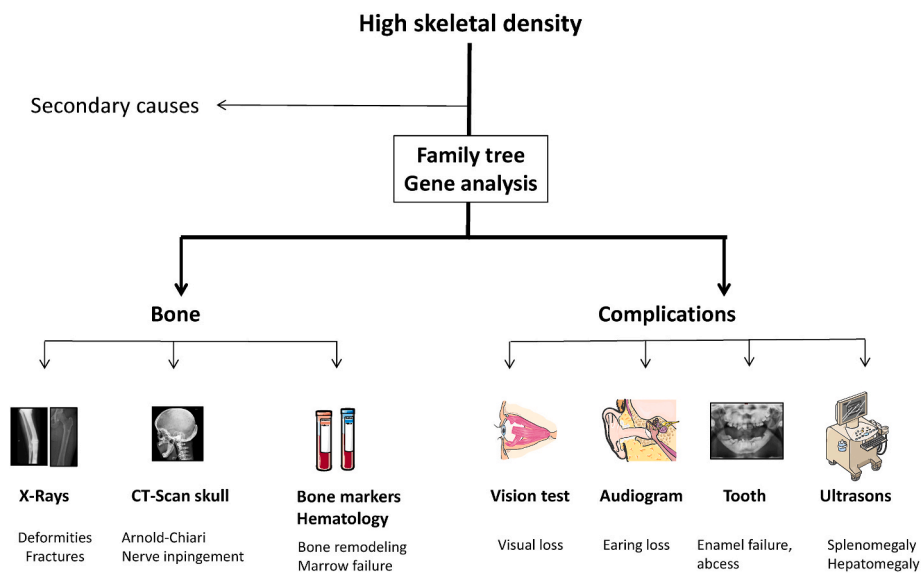 High skeletal density
Secondary causes
Family tree
Gene analysis
Bone
Complications
X-Rays
Deformities
Fractures
CT-Scan skull
Arnold-Chiari
Nerve inpingement
Bone markers
Hematology
Bone remodeling
Marrow failure
Vision test
Visual loss
Audiogram
Earing loss
Tooth
Enamel failure,
abcess
Ultrasons
Splenomegaly
Hepatomegaly